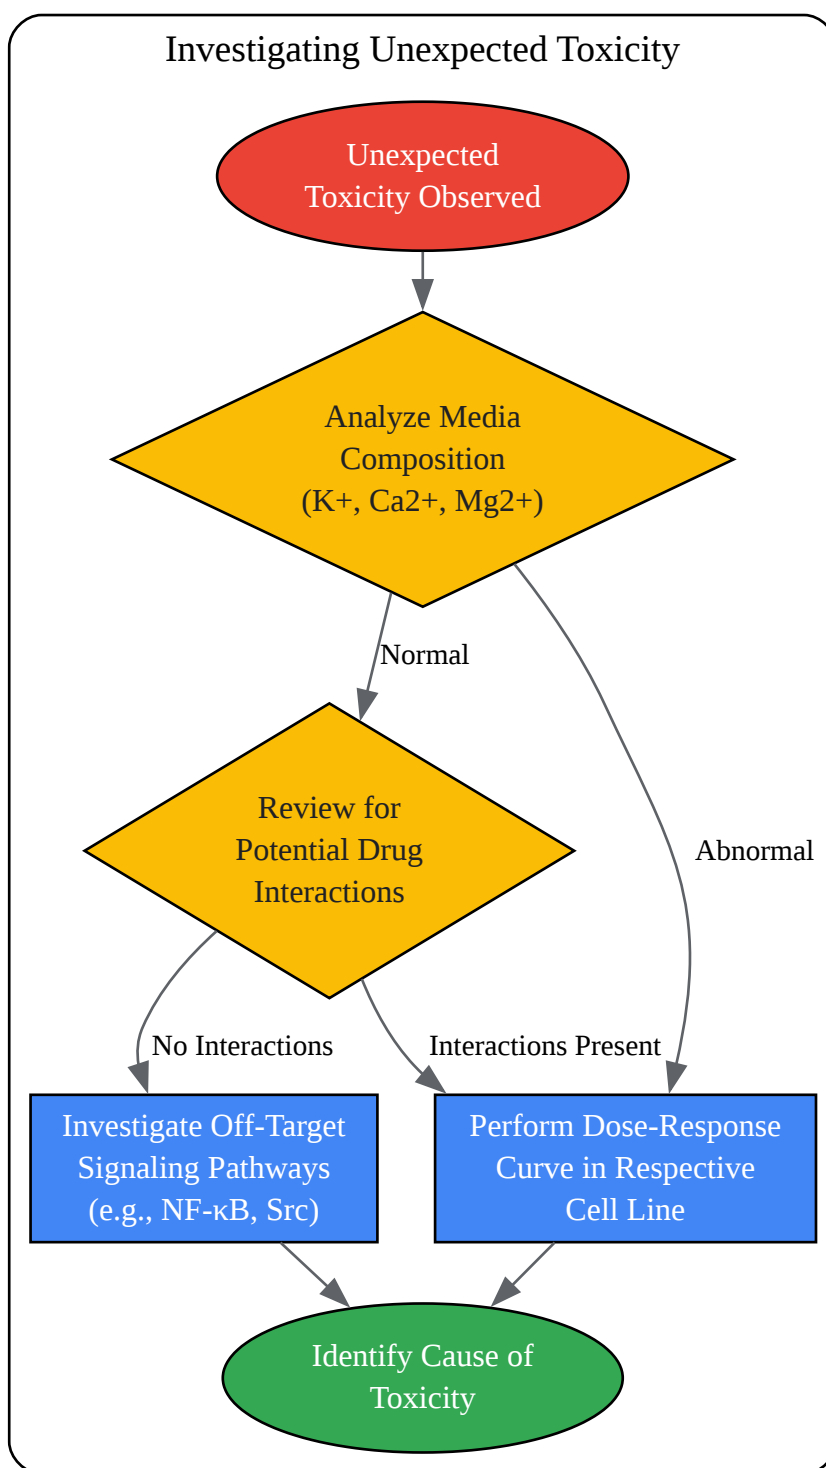 Investigating Unexpected Toxicity
Unexpected
Toxicity Observed
Analyze Media
Composition
(K+, Ca2+, Mg2+)
Normal
Review for
Potential Drug
Interactions
Abnormal
No Interactions
Interactions Present
Investigate Off-Target
Signaling Pathways
(e.g., NF-κB, Src)
Perform Dose-Response
Curve in Respective
Cell Line
Identify Cause of
Toxicity